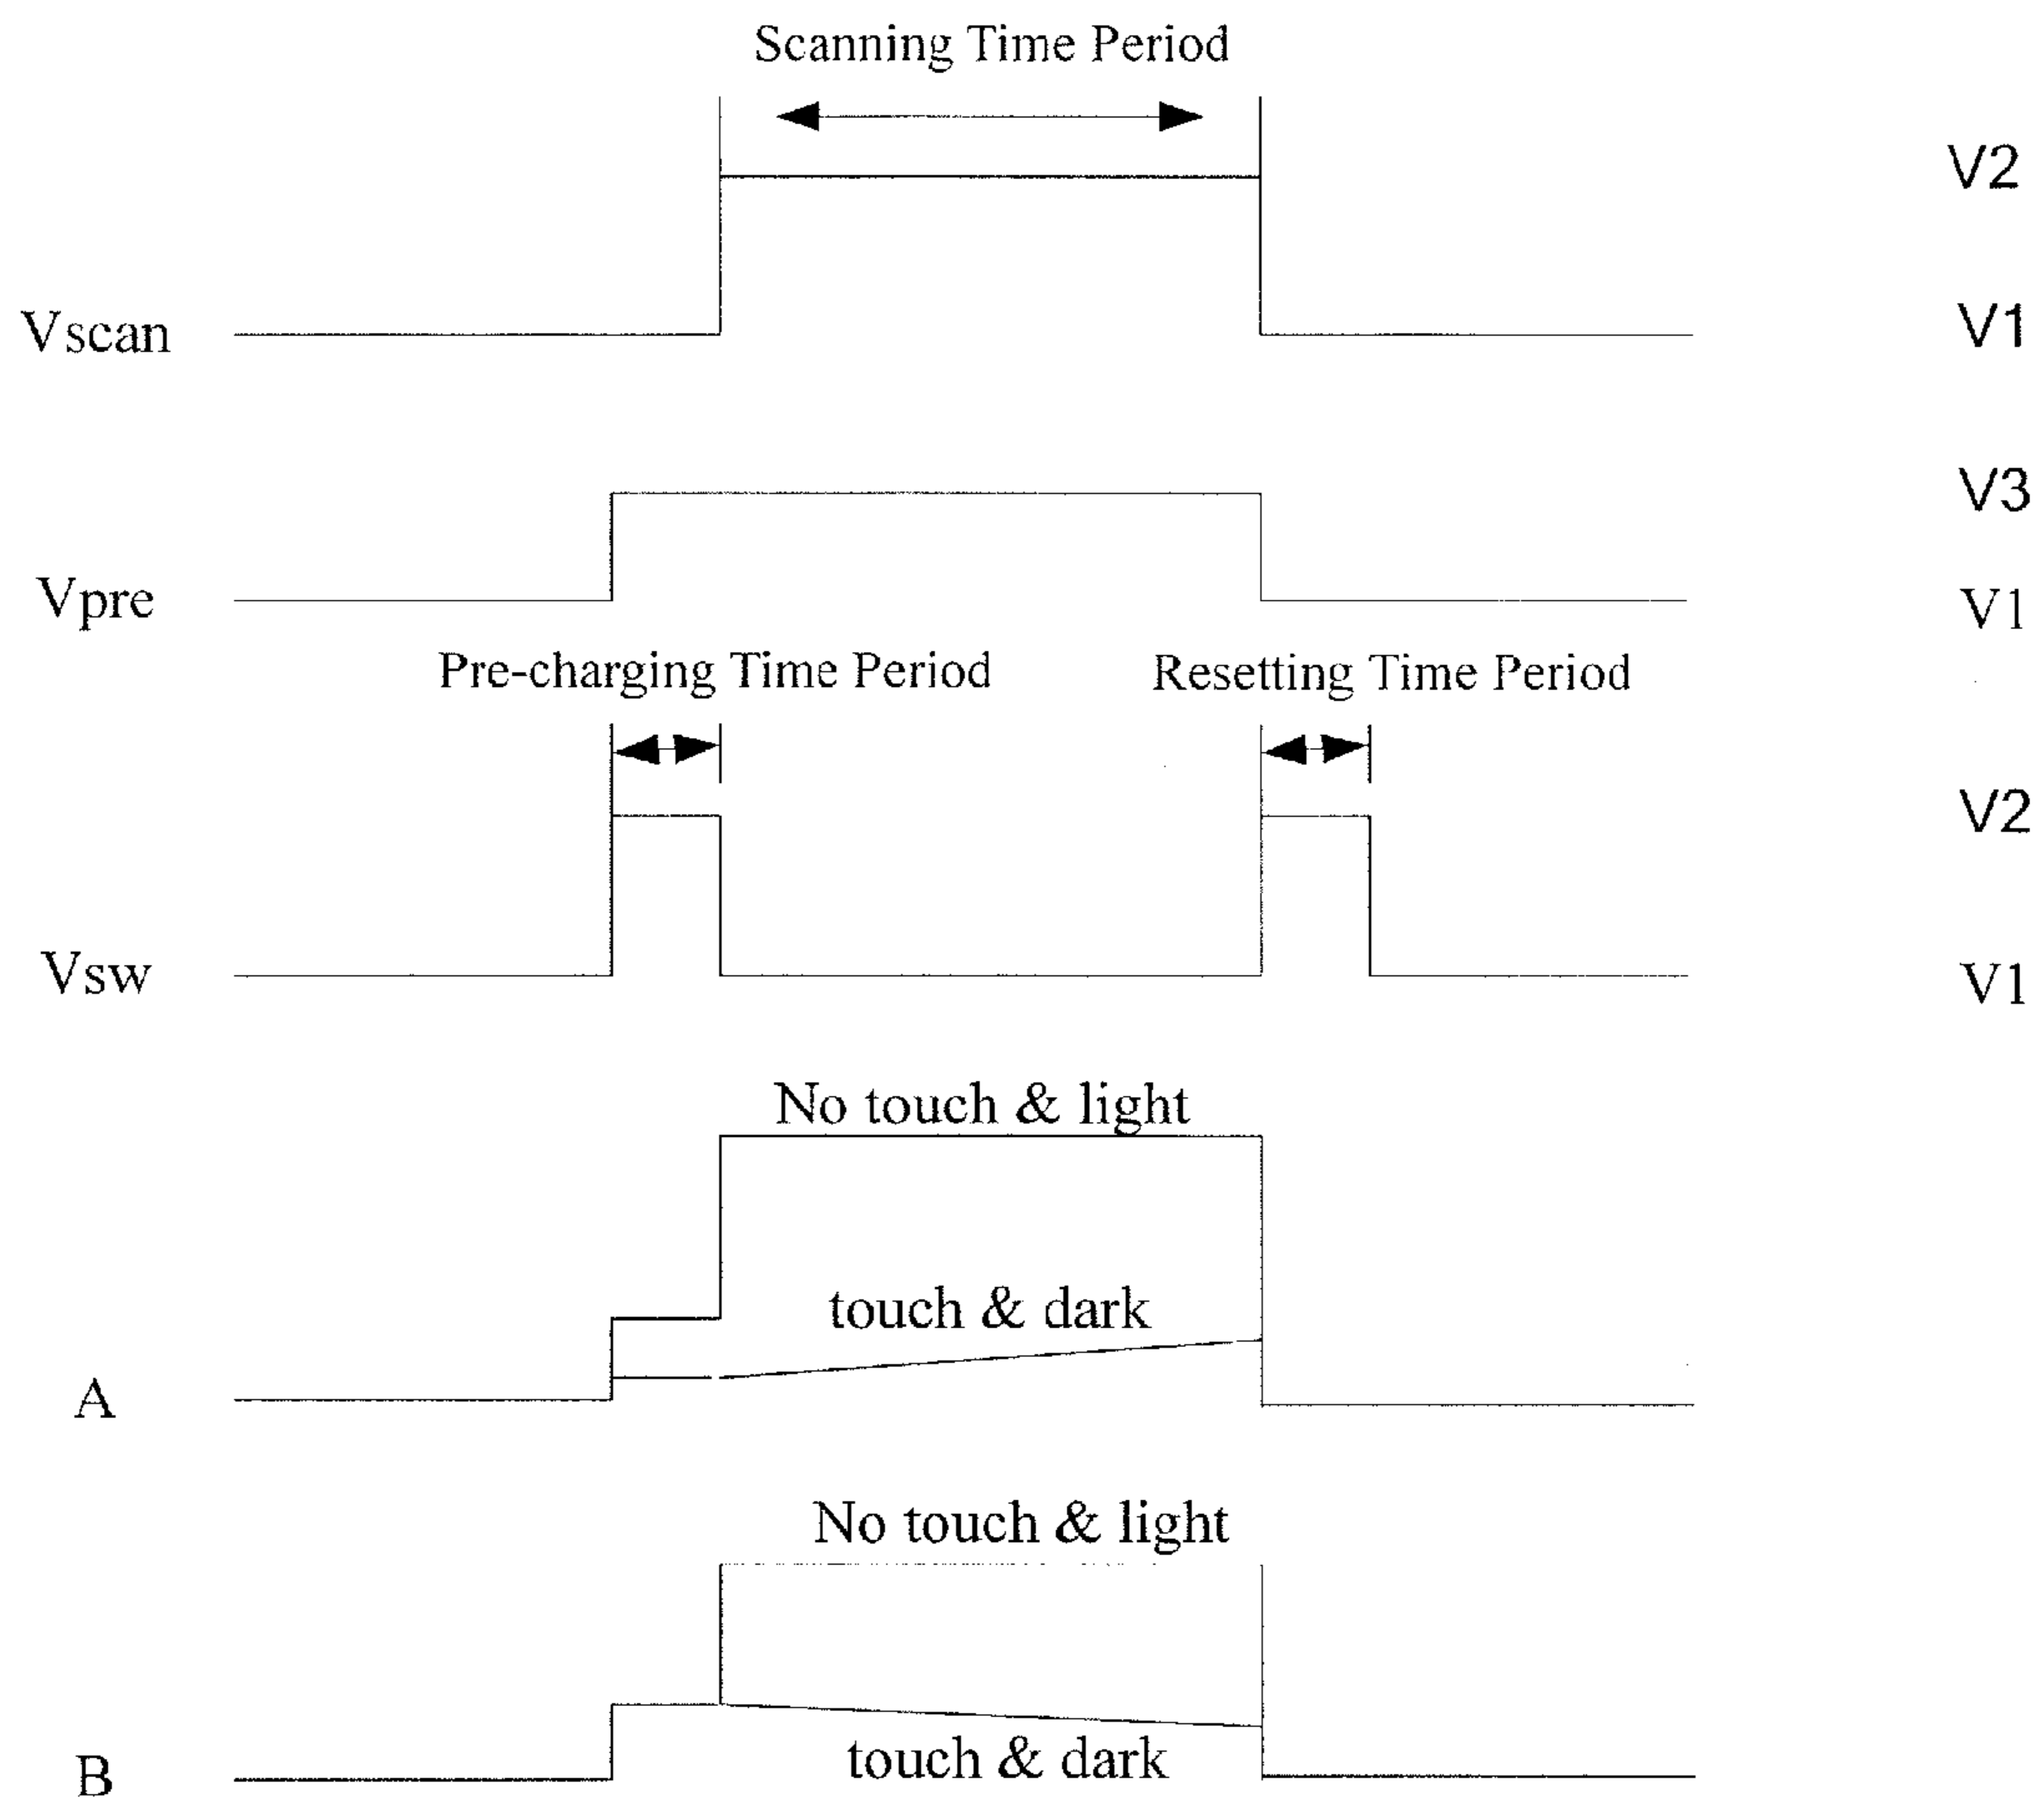 Scanning Time Period
V2
Vscan
V1
V3
Vpre
V1
Pre-charging Time Period
Resetting Time Period
V2
Vsw
V1
No touch & light
touch & dark
A
No touch & light
touch & dark
B